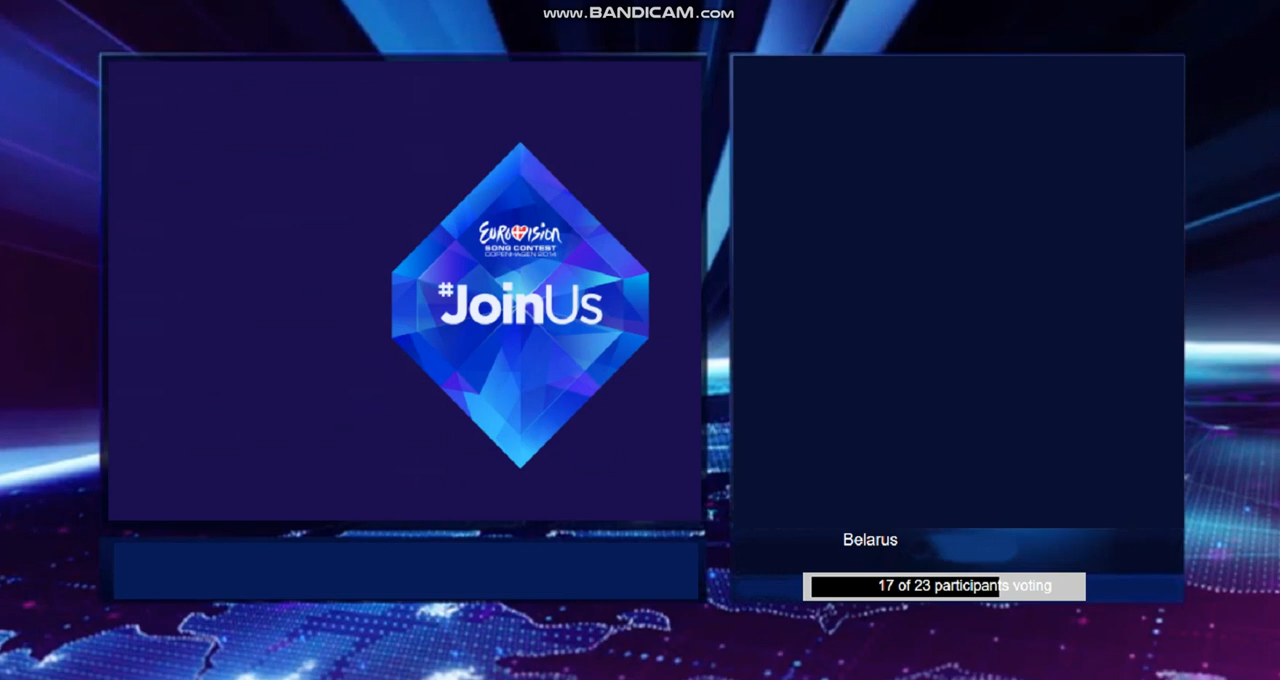 www.BANDICAM.com
EUROVISION
SONG CONTEST
COPENHAGEN 2014
#JoinUs
Belarus
17 of 23 participants voting